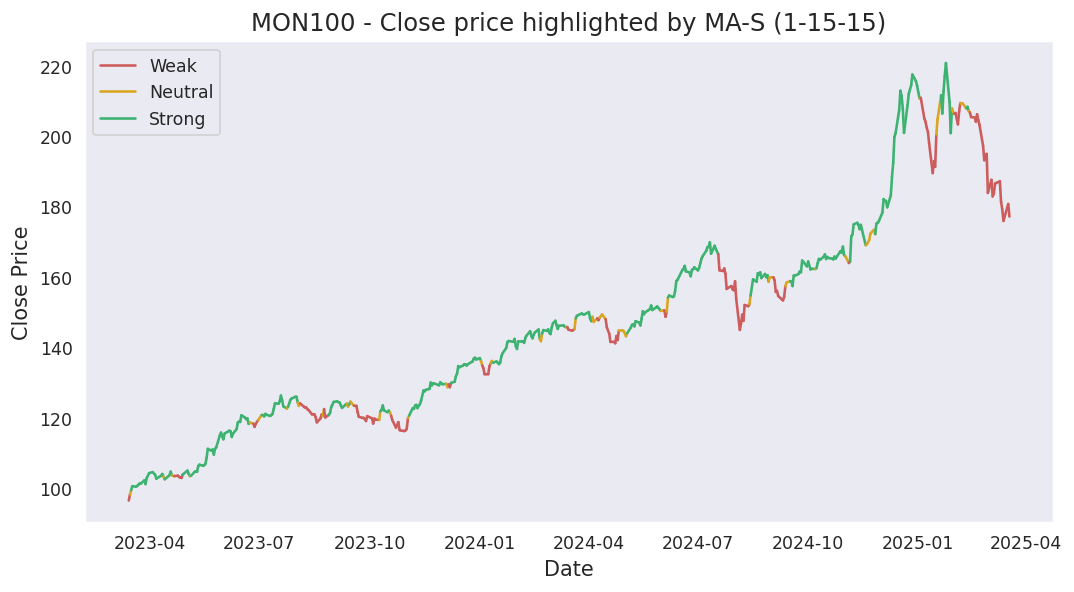 MON100 - Close price highlighted by MA-S (1-15-15)
Weak
Neutral
Strong
Close Price
220
200
180
160
140
120
100
2023-04 2023-07 2023-10 2024-01 2024-04 2024-07 2024-10 2025-01 2025-04
Date